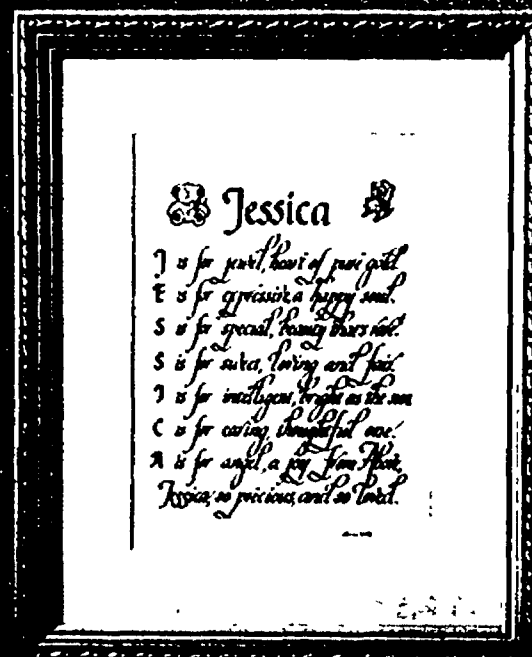 Jessica
J is for jewel, heart of pure gold.
E is for expressive, a happy soul.
S is for special, beauty that's
S is for sweet, loving and fair.
I is for intelligent, bright as the sun
C is for caring, thoughtful one.
A is for angel, a joy from Above,
Jessica, so precious, and so loved.